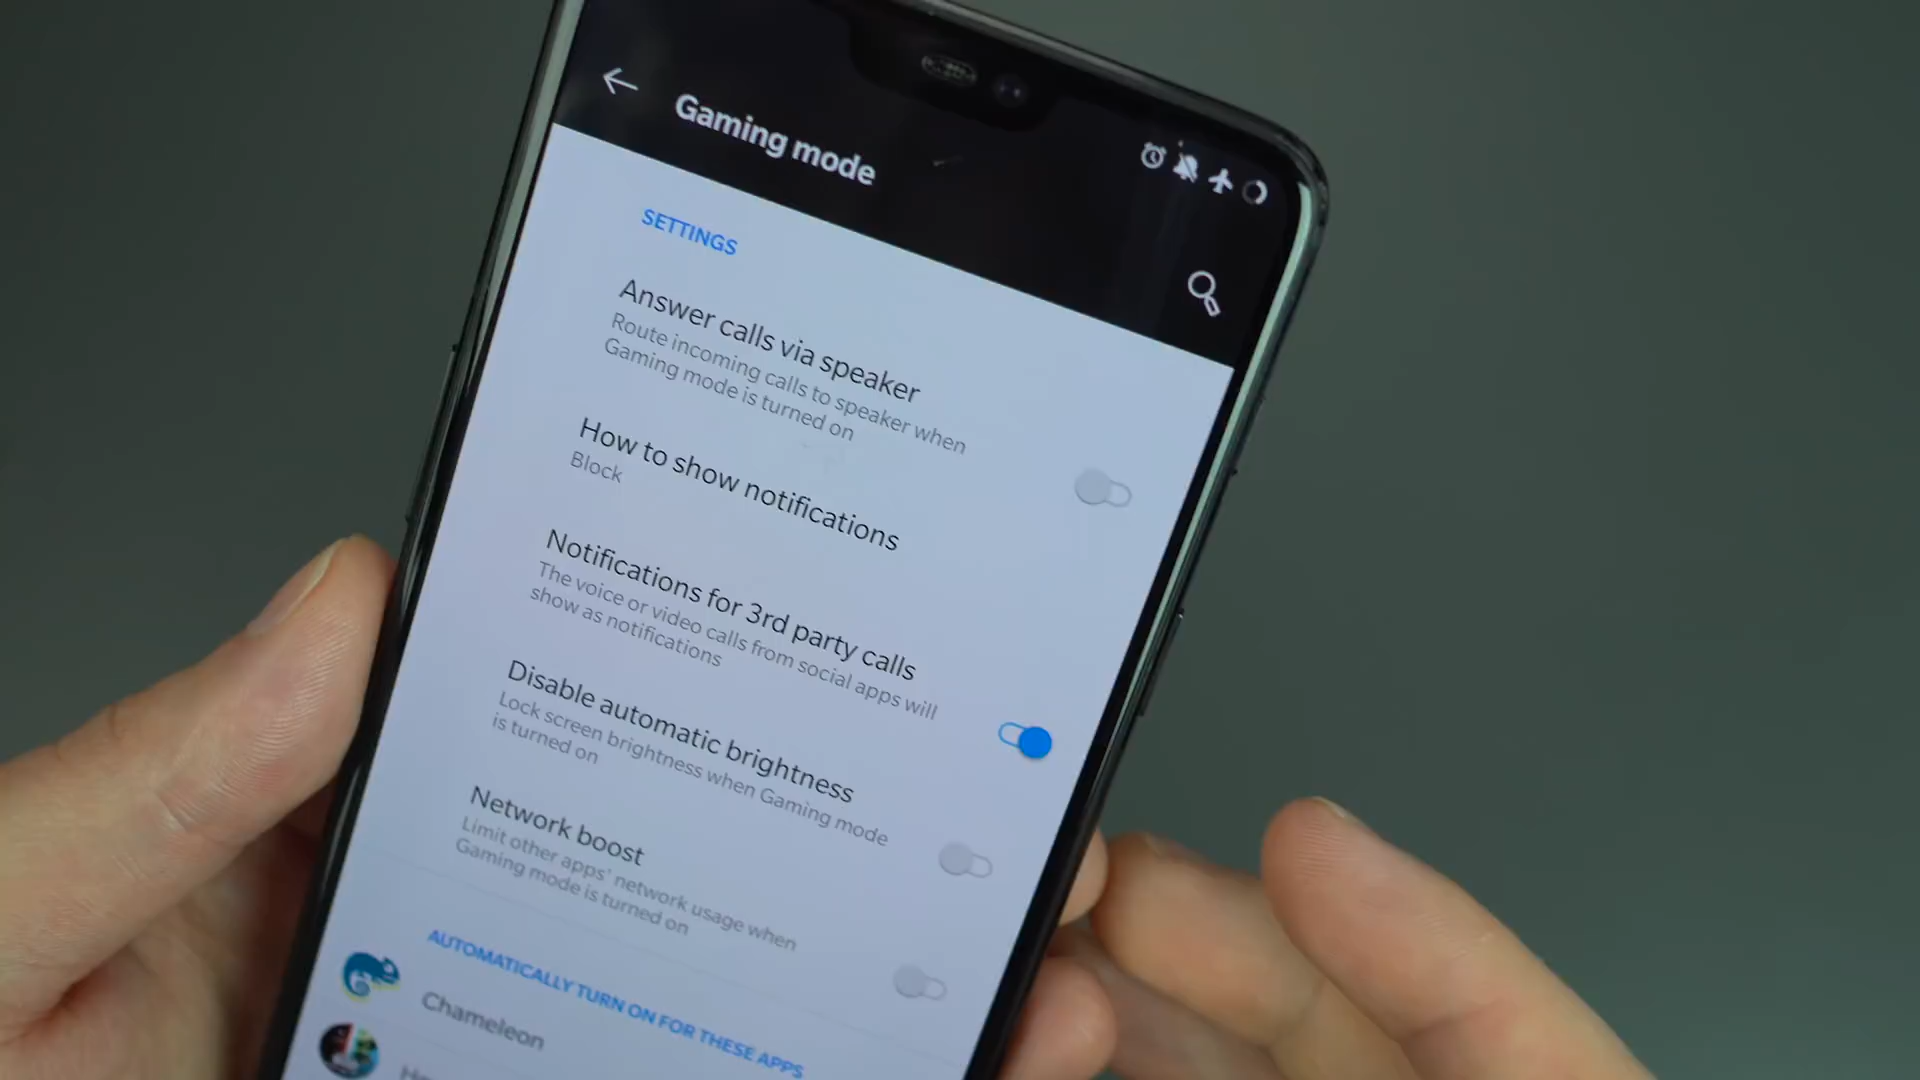 Gaming mode
SETTINGS
Answer calls via speaker
Route incoming calls to speaker when
Gaming mode is turned on
How to show notifications
Block
Notifications for 3rd party calls
The voice or video calls from social apps will
show as notifications
Disable automatic brightness
Lock screen brightness when Gaming mode
is turned on
Network boost
Limit other apps' network usage when
Gaming mode is turned on
AUTOMATICALLY TURN ON FOR THESE APPS
Chameleon